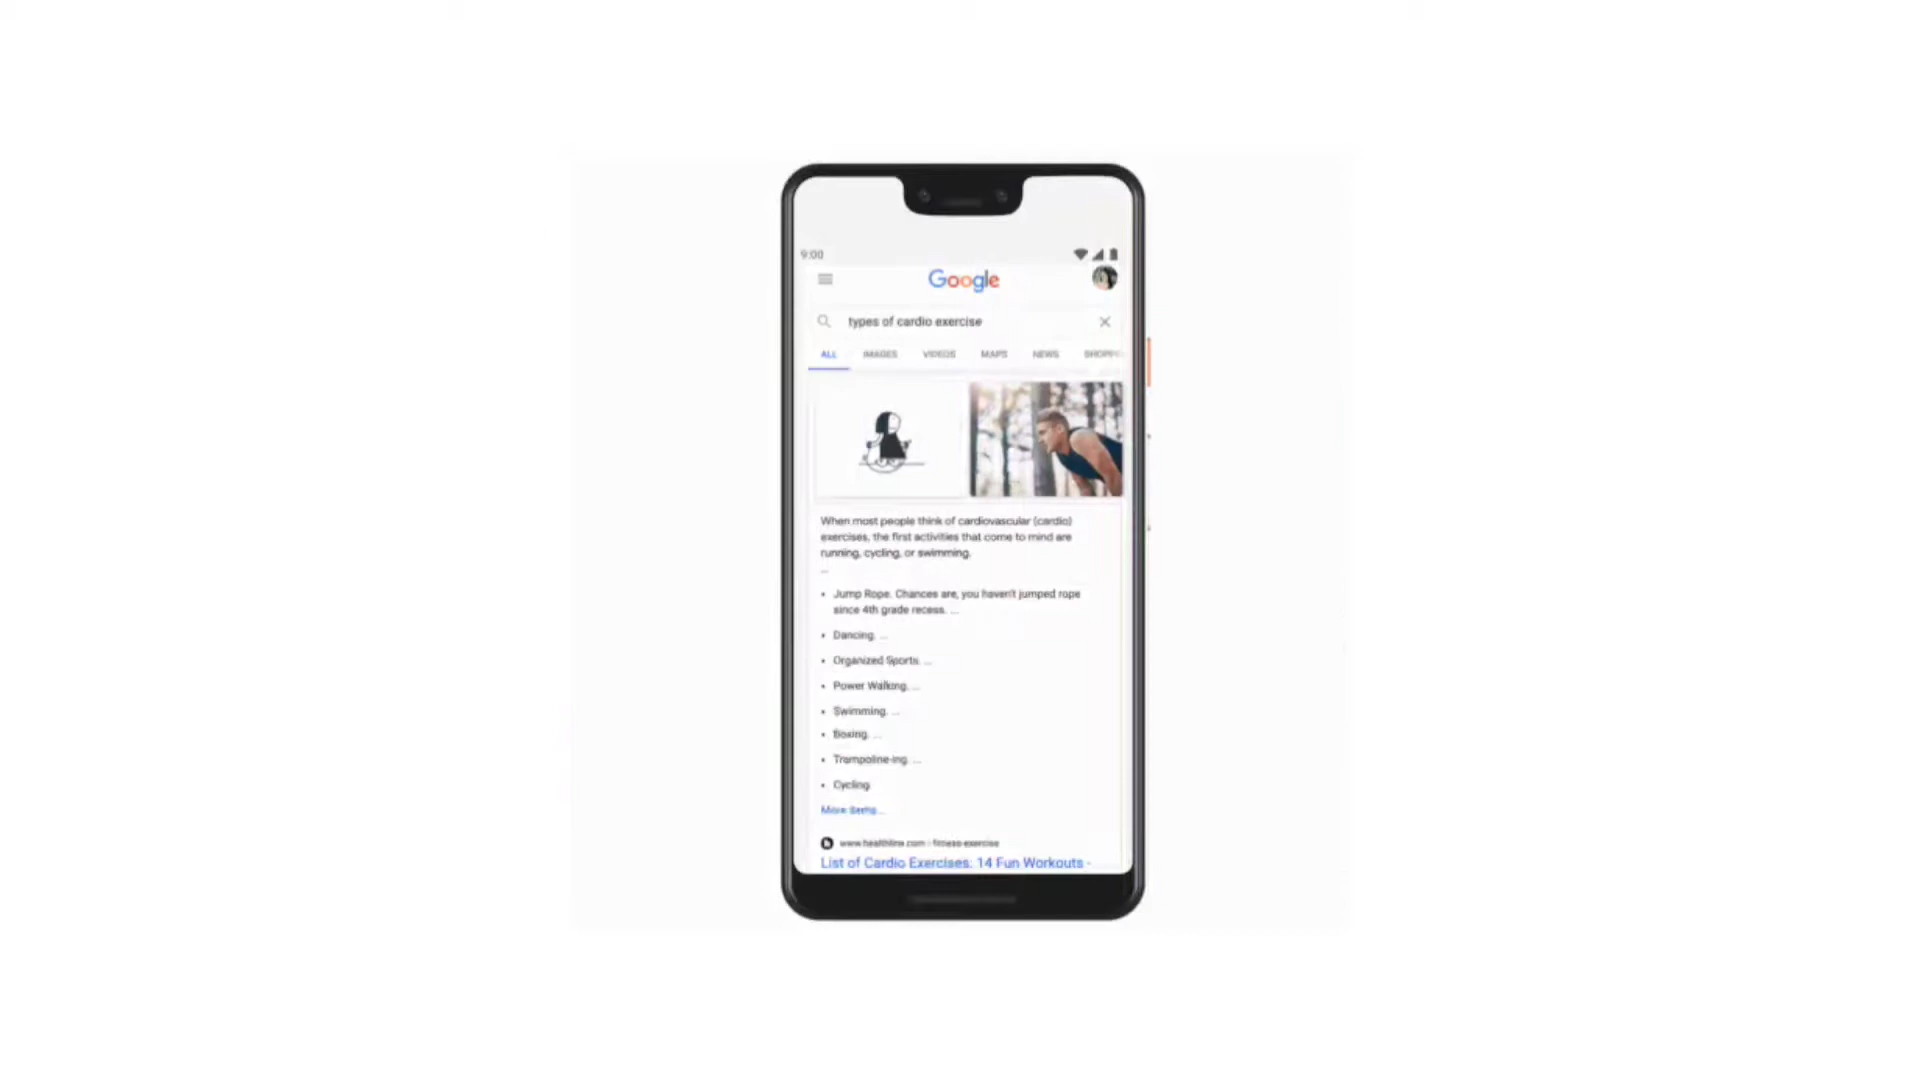 9:00
Google
types of cardio exercise
ALL IMAGES VIDEOS MAPS NEWS SHOPPI
When most people think of cardiovascular (cardio)
exercises, the first activities that come to mind are
running, cycling, or swimming.
...
• Jump Rope. Chances are, you haven't jumped rope
since 4th grade recess. ...
• Dancing. ...
• Organized Sports. ...
• Power Walking. ...
• Swimming. ...
• Boxing. ...
• Trampoline-ing. ...
• Cycling
More items...
www.healthline.com › fitness-exercise
List of Cardio Exercises: 14 Fun Workouts -